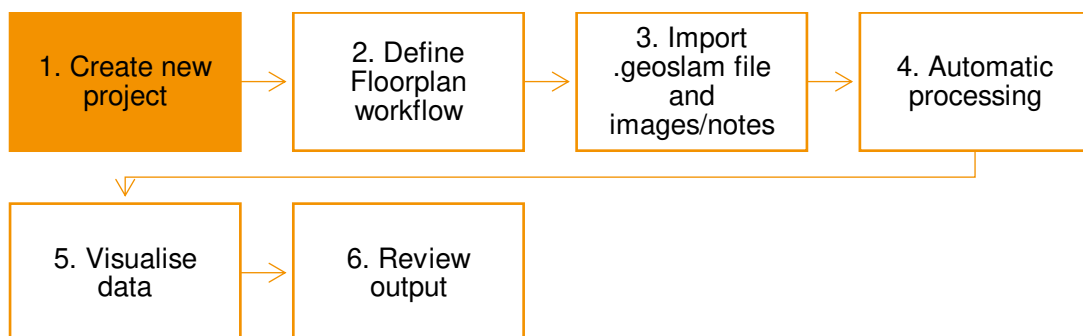 1. Create new
project
2. Define
Floorplan
workflow
3. Import
.geoslam file
and
images/notes
4. Automatic
processing
5. Visualise
data
6. Review
output